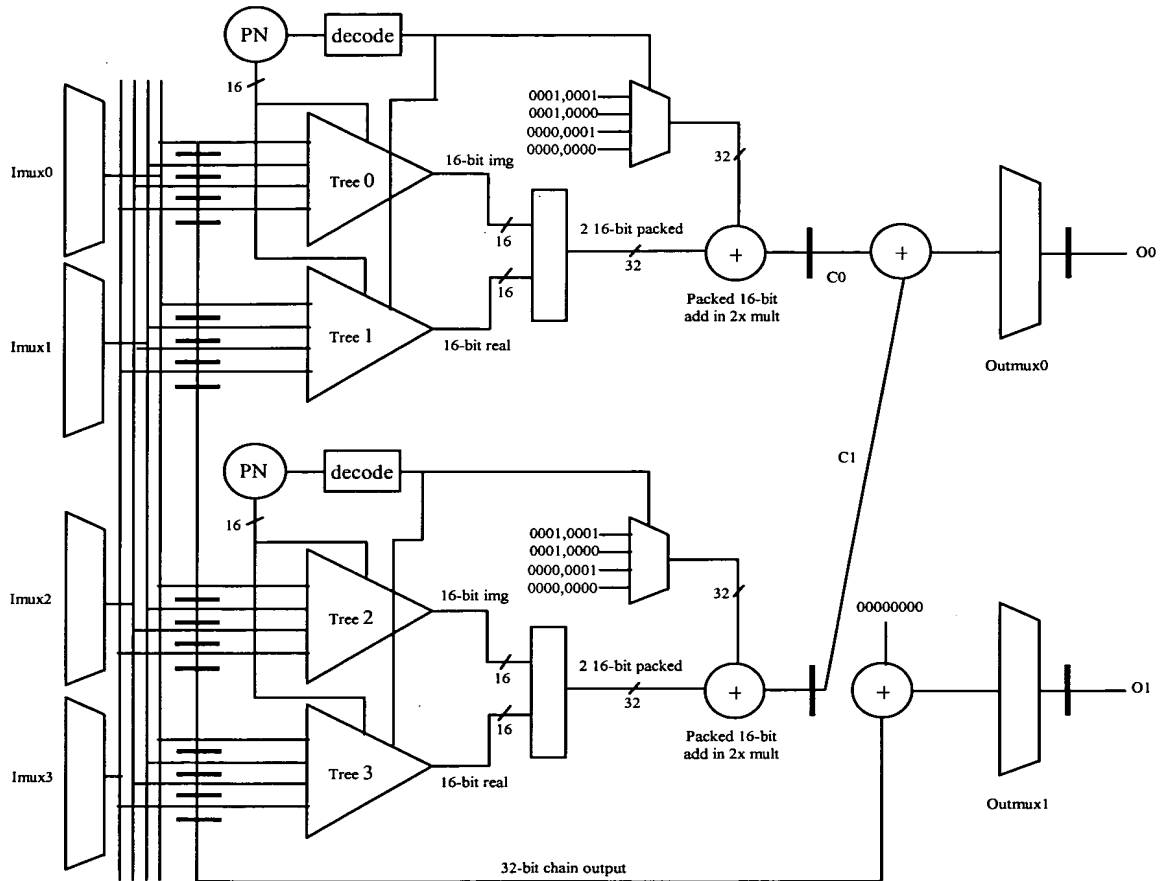 PN
decode
16
0001,0001
0001,0000
0000,0001
0000,0000
32
Imux0
Tree 0
16-bit img
16
2 16-bit packed
32
+
+
O0
C0
Packed 16-bit
add in 2x mult
16
Imux1
Tree 1
16-bit real
Outmux0
C1
PN
decode
16
0001,0001
0001,0000
0000,0001
0000,0000
32
Imux2
Tree 2
16-bit img
00000000
16
2 16-bit packed
32
+
+
O1
16
Packed 16-bit
add in 2x mult
Imux3
Tree 3
16-bit real
Outmux1
32-bit chain output